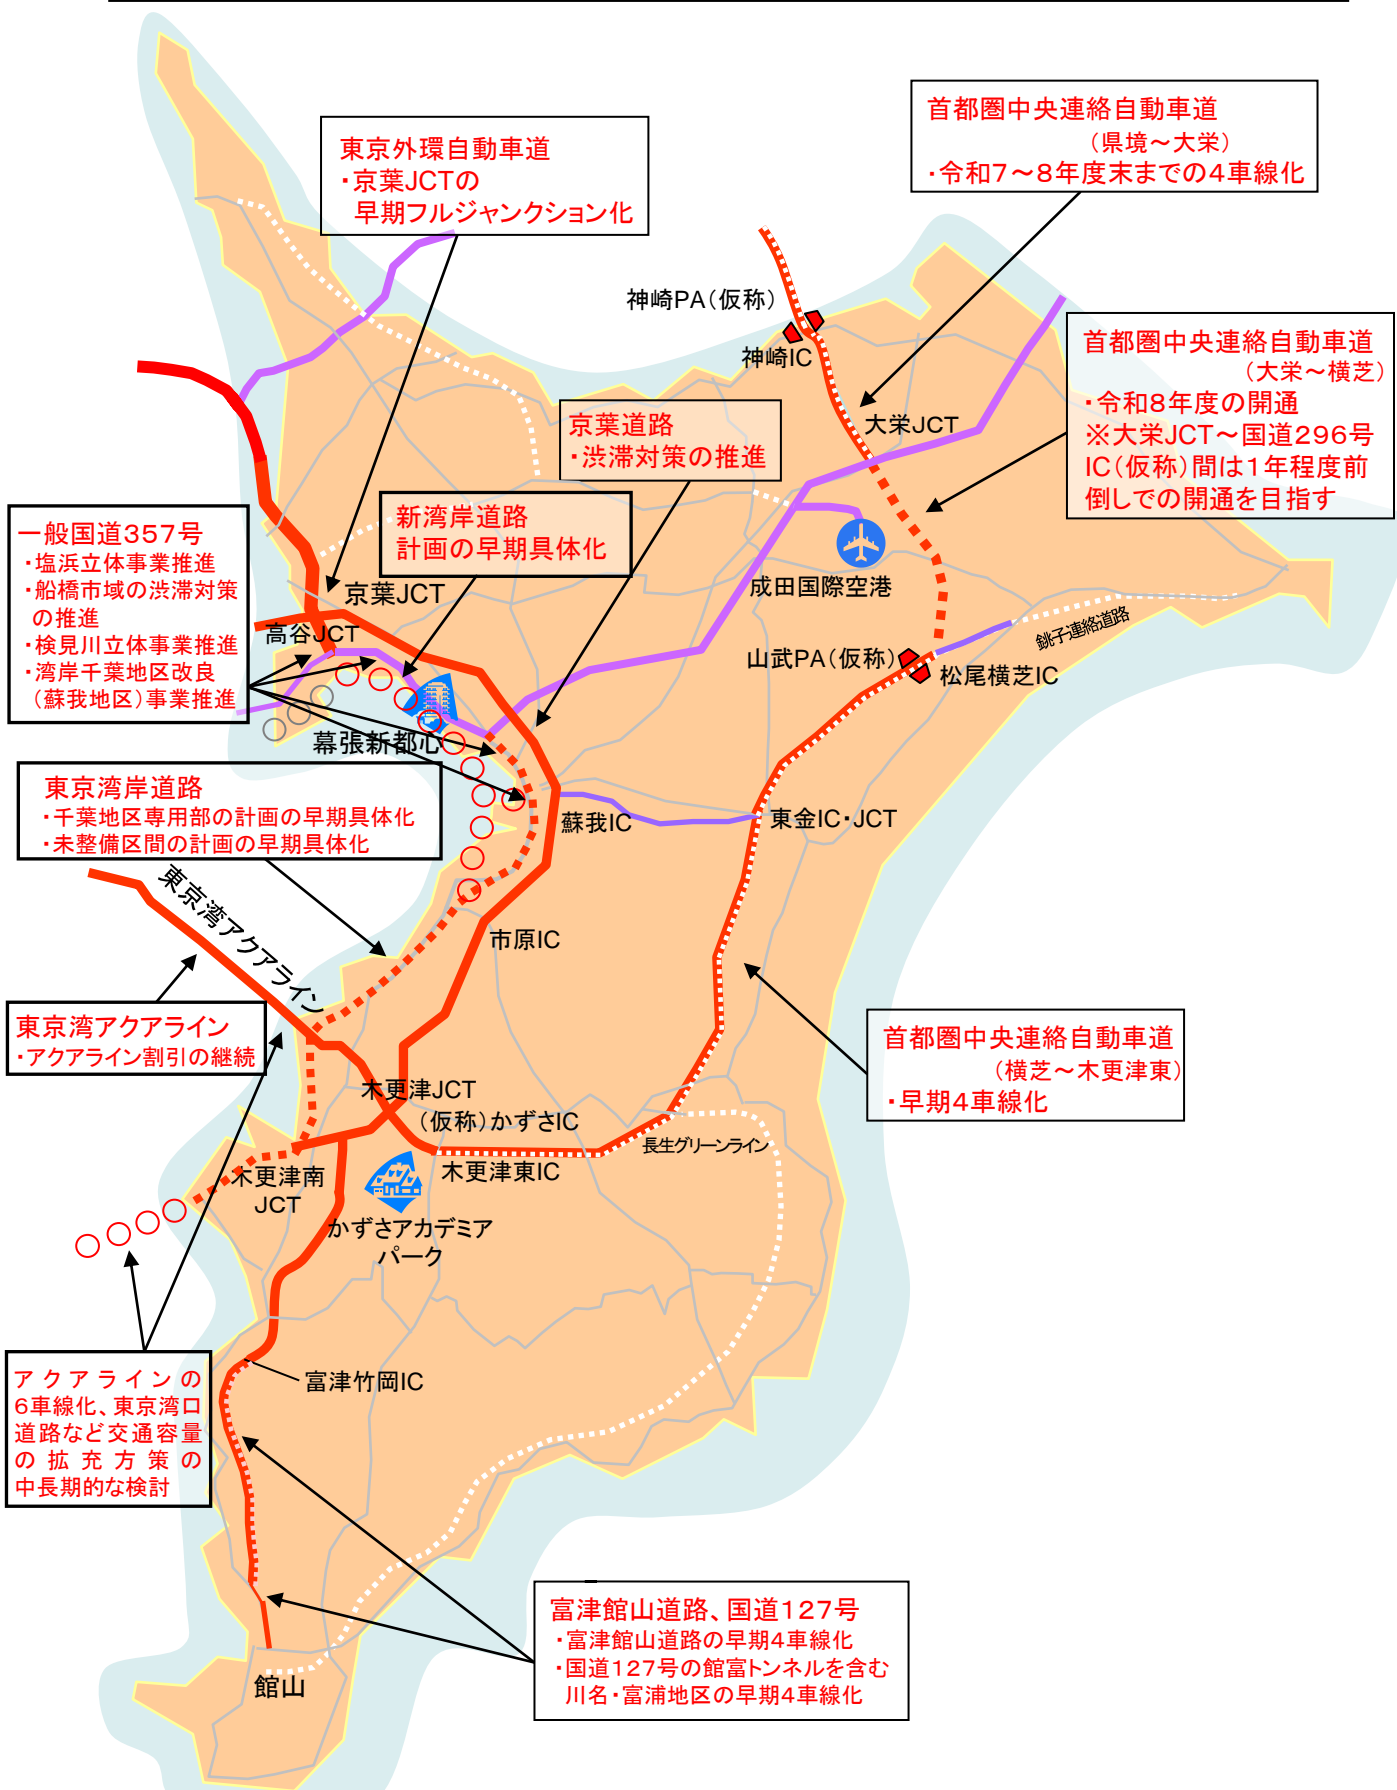 首都圏中央連絡自動車道
（県境～大栄）
・令和7～8年度末までの4車線化
東京外環自動車道
・京葉JCTの
早期フルジャンクション化
神崎PA（仮称）
神崎IC
首都圏中央連絡自動車道
（大栄～横芝）
・令和8年度の開通
※大栄JCT～国道296号
IC（仮称）間は1年程度前
倒しでの開通を目指す
大栄JCT
京葉道路
・渋滞対策の推進
新湾岸道路
計画の早期具体化
一般国道357号
・塩浜立体事業推進
・船橋市域の渋滞対策
の推進
・検見川立体事業推進
・湾岸千葉地区改良
（蘇我地区）事業推進
成田国際空港
京葉JCT
高谷JCT
銚子連絡道路
山武PA（仮称）
松尾横芝IC
幕張新都心
東京湾岸道路
・千葉地区専用部の計画の早期具体化
・未整備区間の計画の早期具体化
蘇我IC
東金IC・JCT
東京湾アクアライン
市原IC
東京湾アクアライン
・アクアライン割引の継続
首都圏中央連絡自動車道
（横芝～木更津東）
・早期4車線化
木更津JCT
（仮称）かずさIC
長生グリーンライン
木更津東IC
木更津南
JCT
かずさアカデミア
パーク
アクアラインの
6車線化、東京湾口
道路など交通容量
の拡充方策の
中長期的な検討
富津竹岡IC
富津館山道路、国道127号
・富津館山道路の早期4車線化
・国道127号の館富トンネルを含む
川名・富浦地区の早期4車線化
館山